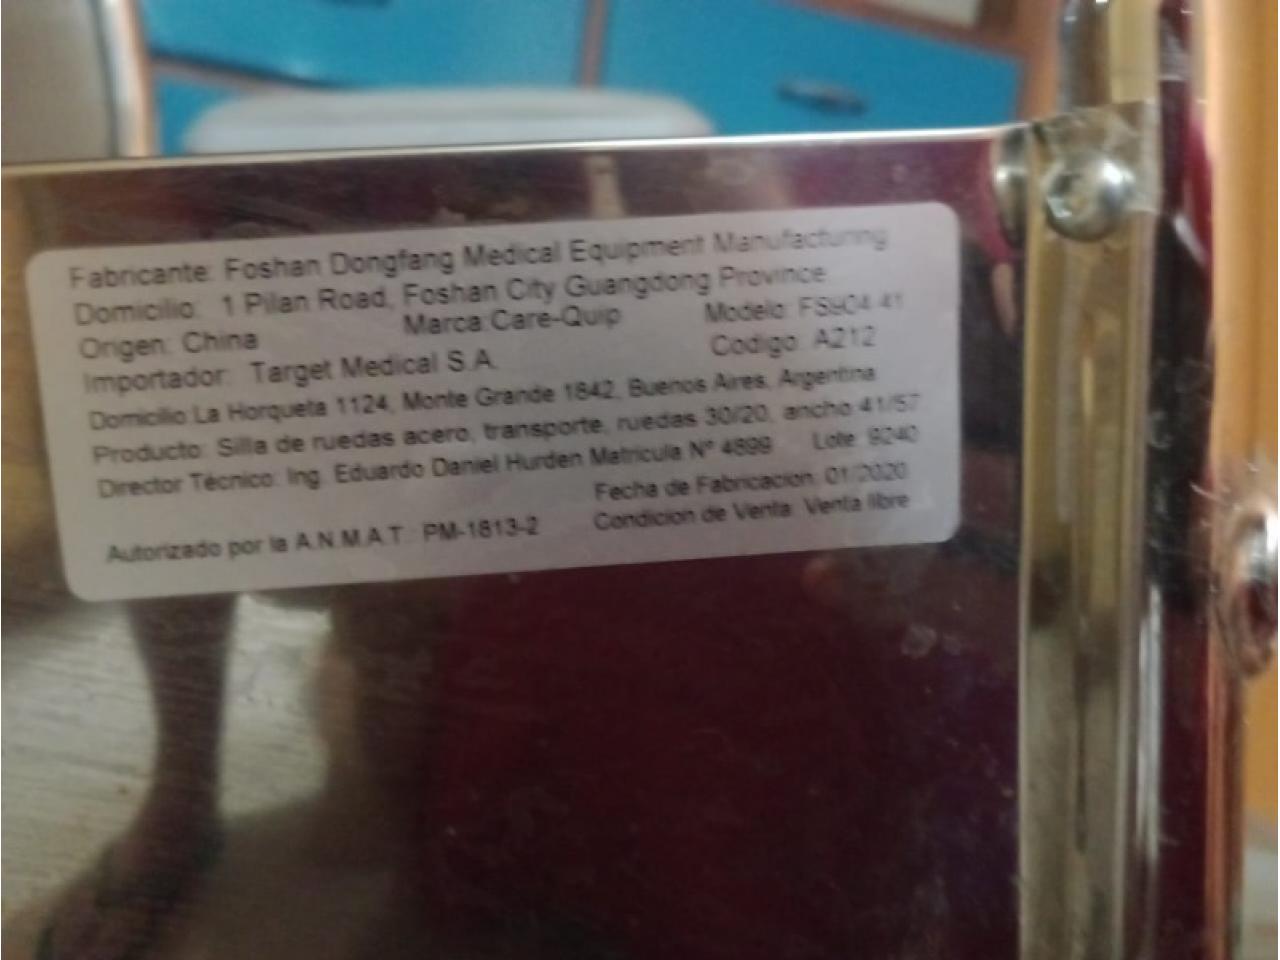 Fabricante: Foshan Dongfang Medical Equipment Manufacturing
Domicilio: 1 Pilan Road, Foshan City Guangdong Province
Origen: China Marca:Care-Quip Modelo: FS904-41
Importador: Target Medical S.A. Codigo: A212
Domicilio:La Horqueta 1124, Monte Grande 1842, Buenos Aires, Argentina
Producto: Silla de ruedas acero, transporte, ruedas 30/20, ancho 41/57
Director Técnico: Ing. Eduardo Daniel Hurden Matricula N° 4899 Lote: 9240
Fecha de Fabricacion: 01/2020
Autorizado por la A.N.M.A.T.: PM-1813-2 Condicion de Venta: Venta libre